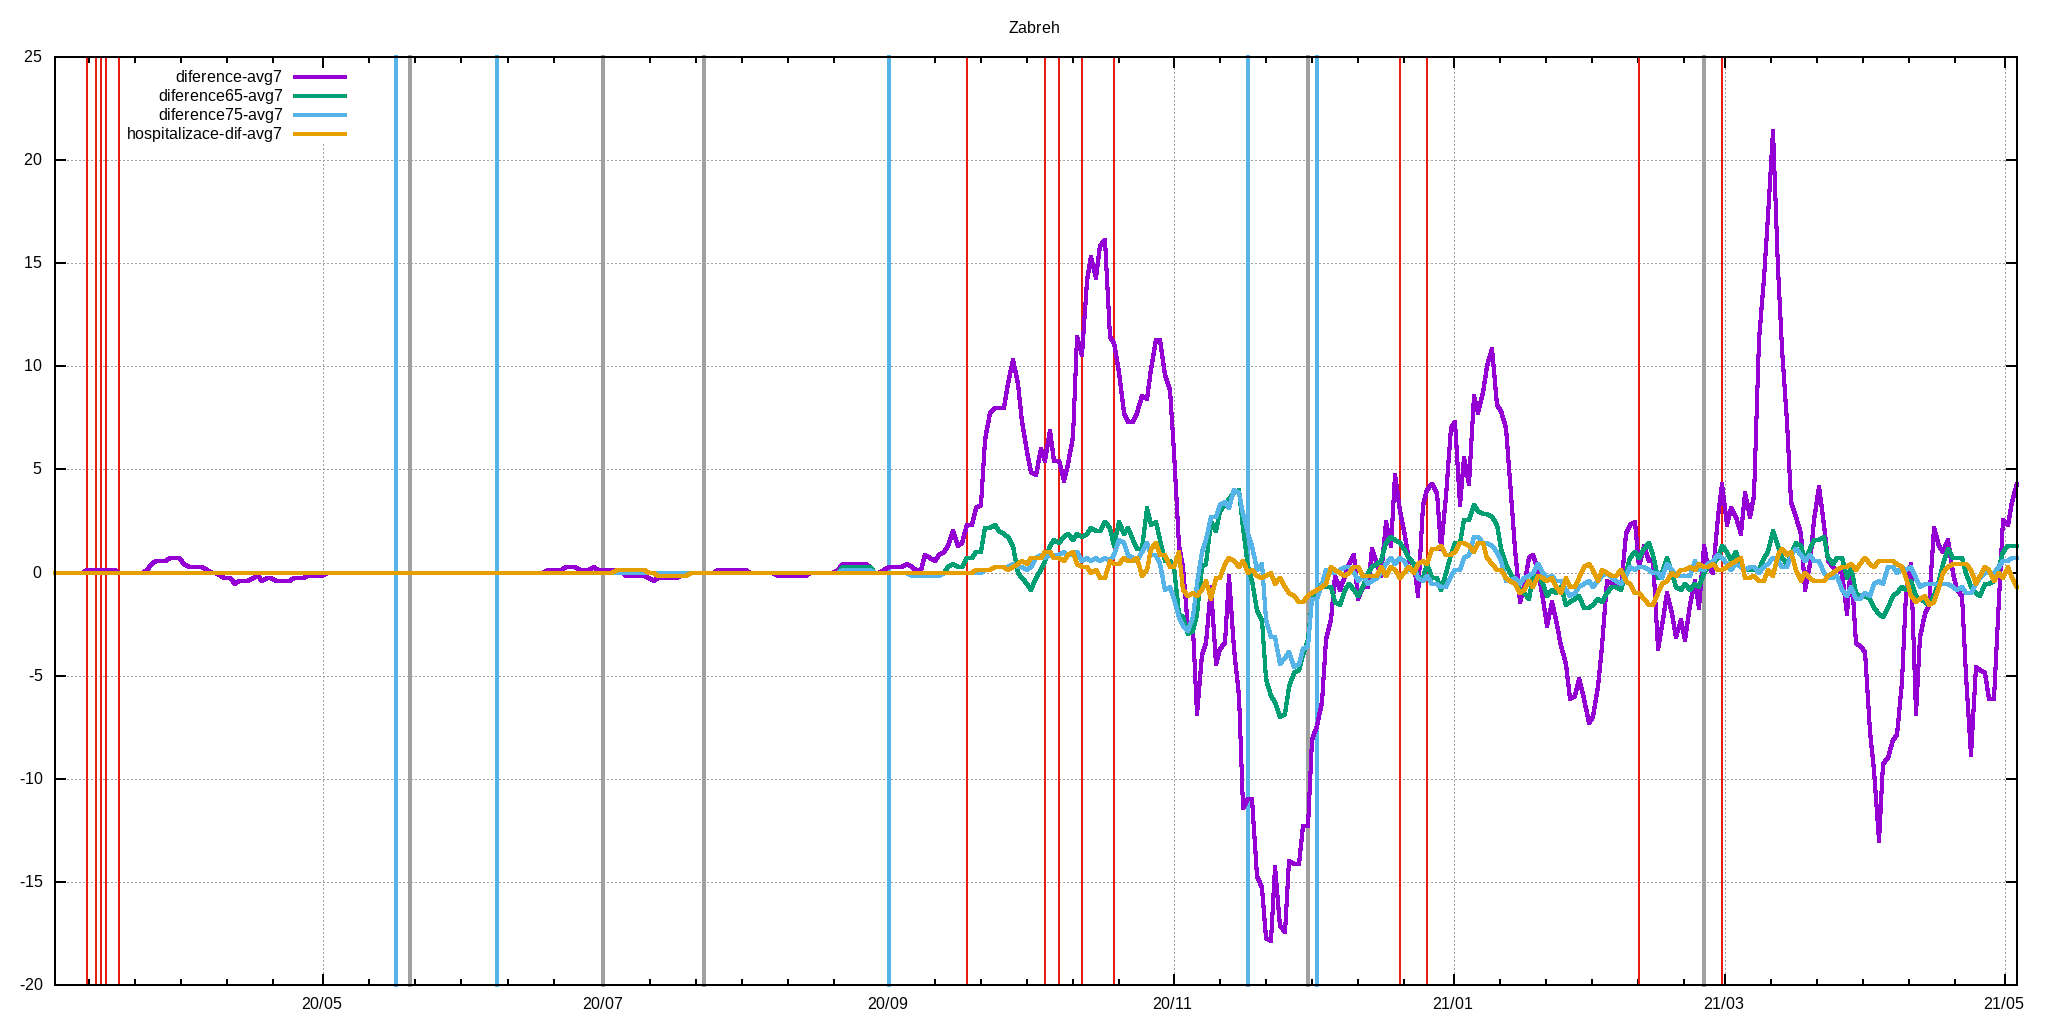 Zabreh
25
diference-avg7
diference65-avg7
diference75-avg7
hospitalizace-dif-avg7
20
15
10
5
0
-5
-10
-15
-20
20/05 20/07 20/09 20/11 21/01 21/03 21/05